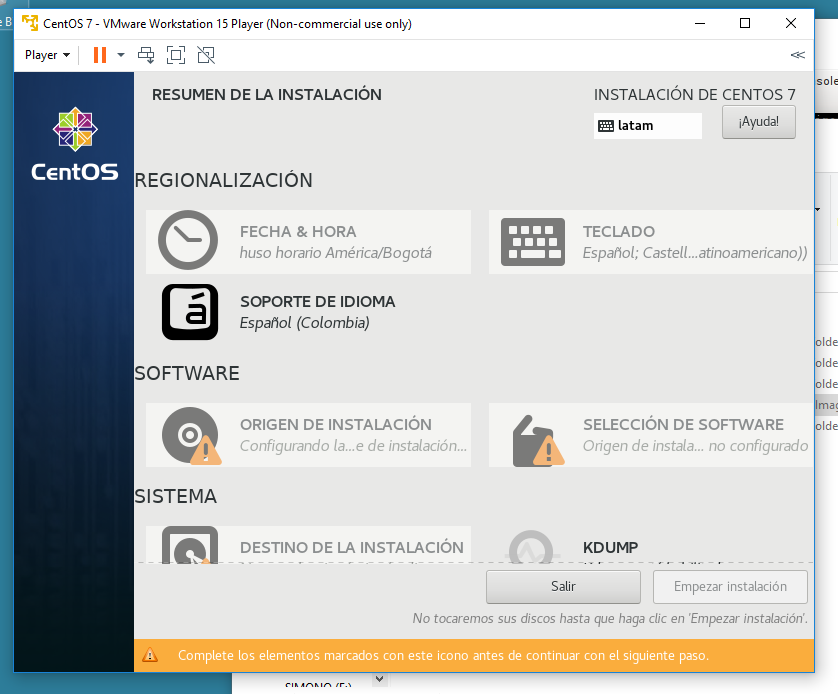 CentOS 7 - VMware Workstation 15 Player (Non-commercial use only)
Player
RESUMEN DE LA INSTALACIÓN
INSTALACIÓN DE CENTOS 7
latam
¡Ayuda!
CentOS
REGIONALIZACIÓN
FECHA & HORA
huso horario América/Bogotá
TECLADO
Español; Castell...atinoamericano))
SOPORTE DE IDIOMA
Español (Colombia)
SOFTWARE
ORIGEN DE INSTALACIÓN
Configurando la...e de instalación...
SELECCIÓN DE SOFTWARE
Origen de instala... no configurado
SISTEMA
DESTINO DE LA INSTALACIÓN
KDUMP
Salir
Empezar instalación
No tocaremos sus discos hasta que haga clic en 'Empezar instalación'.
Complete los elementos marcados con este icono antes de continuar con el siguiente paso.